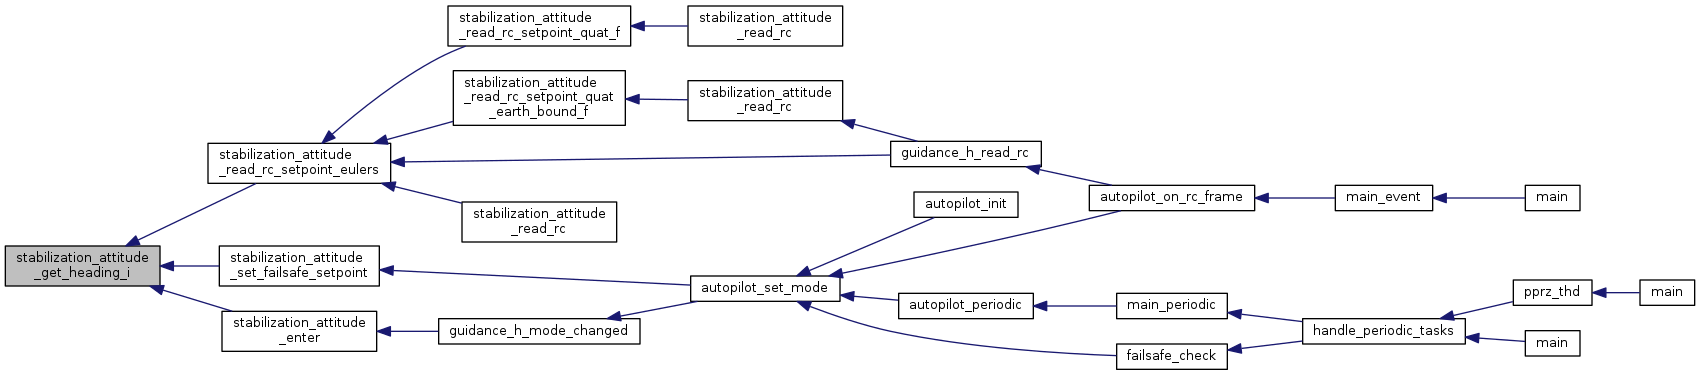 stabilization_attitude
_read_rc_setpoint_quat_f
stabilization_attitude
_read_rc
stabilization_attitude
_read_rc_setpoint_quat
_earth_bound_f
stabilization_attitude
_read_rc
stabilization_attitude
_read_rc_setpoint_eulers
guidance_h_read_rc
autopilot_on_rc_frame
main_event
main
stabilization_attitude
_read_rc
autopilot_init
stabilization_attitude
_get_heading_i
stabilization_attitude
_set_failsafe_setpoint
autopilot_set_mode
autopilot_periodic
main_periodic
pprz_thd
main
stabilization_attitude
_enter
guidance_h_mode_changed
handle_periodic_tasks
main
failsafe_check